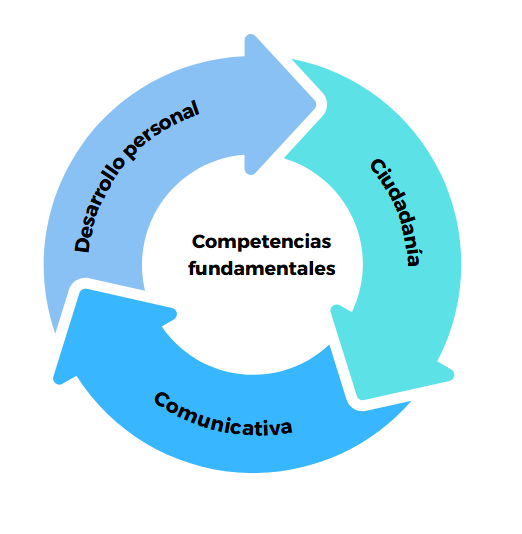 Desarrollo personal
Ciudadanía
Competencias
fundamentales
Comunicativa